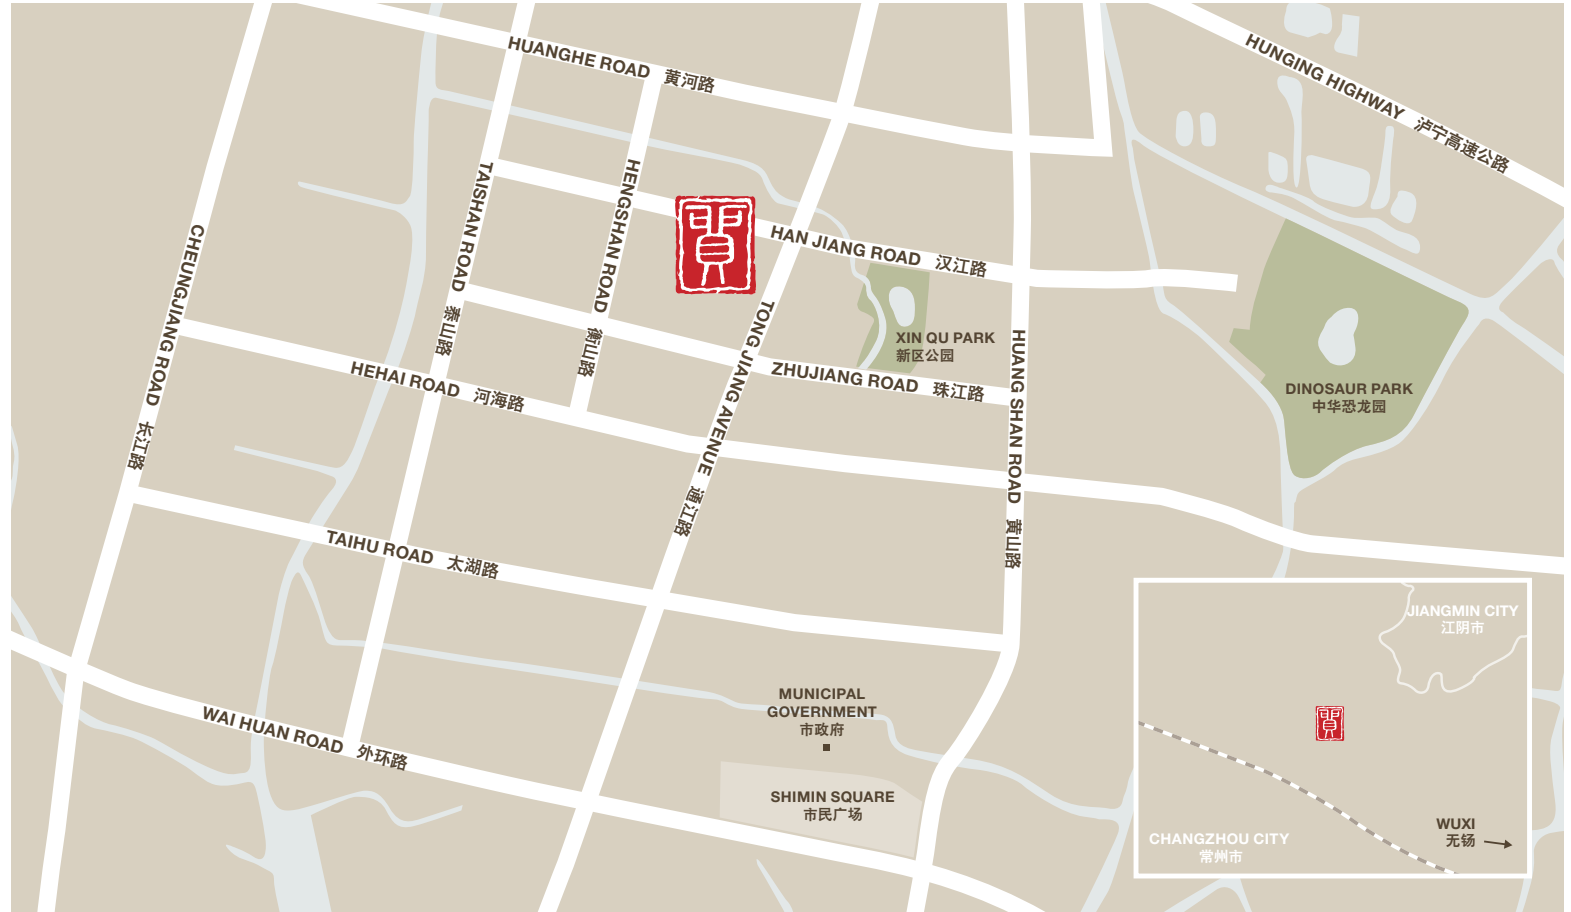 HUANGHE ROAD 黄河路
HUNGING HIGHWAY 泸宁高速公路
TAISHAN ROAD 泰山路
HENGSHAN ROAD 衡山路
CHEUNGJIANG ROAD 长江路
HAN JIANG ROAD 汉江路
TONG JIANG AVENUE 通江路
XIN QU PARK
新区公园
HUANG SHAN ROAD 黄山路
ZHUJIANG ROAD 珠江路
HEHAI ROAD 河海路
DINOSAUR PARK
中华恐龙园
TAIHU ROAD 太湖路
JIANGMIN CITY
江阴市
MUNICIPAL
GOVERNMENT
市政府
WAI HUAN ROAD 外环路
SHIMIN SQUARE
市民广场
WUXI
无钖
CHANGZHOU CITY
常州市